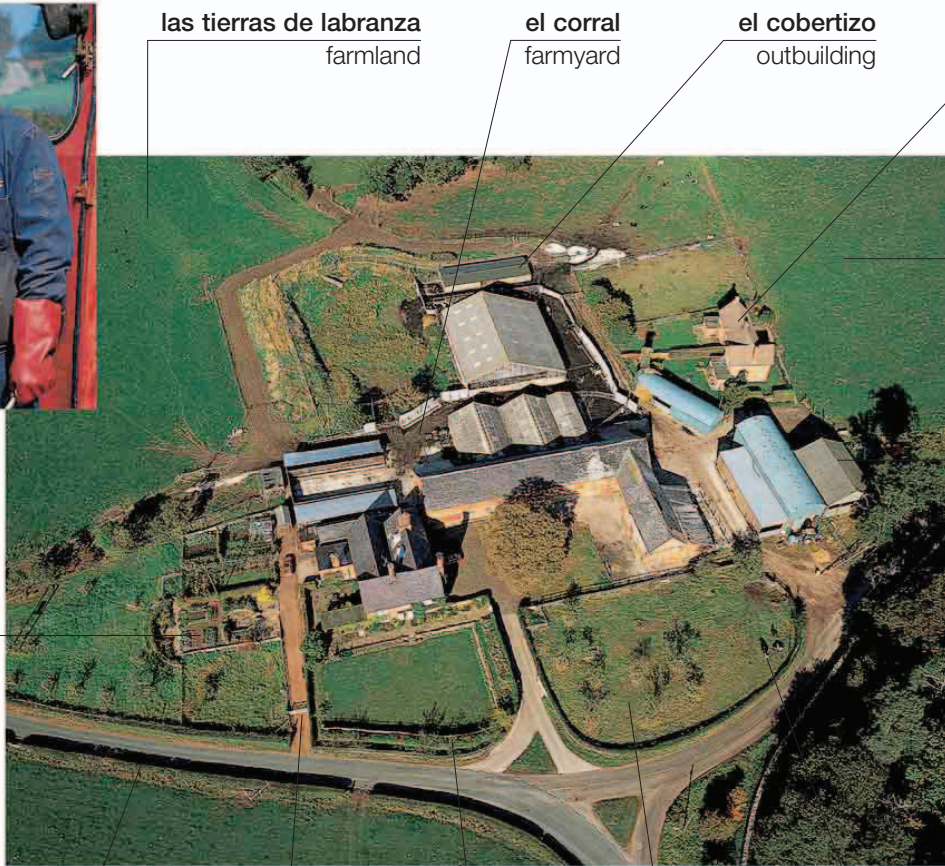 las tierras de labranza
farmland
el corral
farmyard
el cobertizo
outbuilding